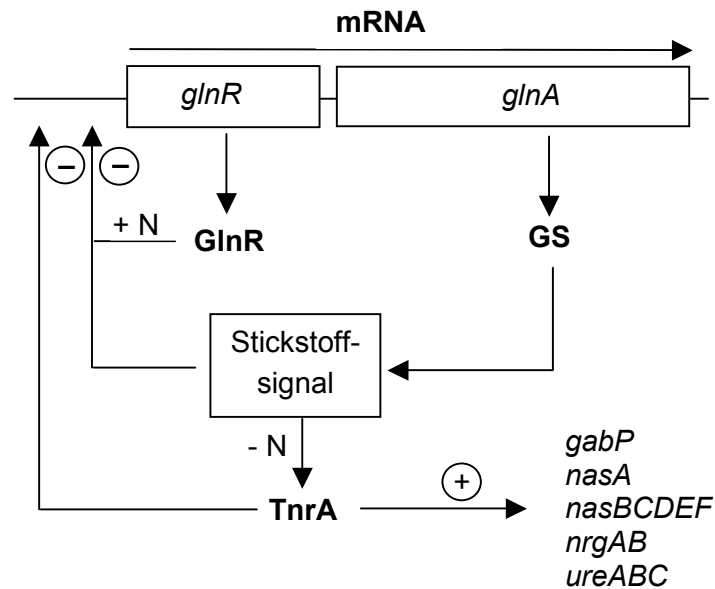 mRNA
glnR glnA
− −
+ N GlnR GS
Stickstoff-
signal
- N
TnrA +
gabP
nasA
nasBCDEF
nrgAB
ureABC